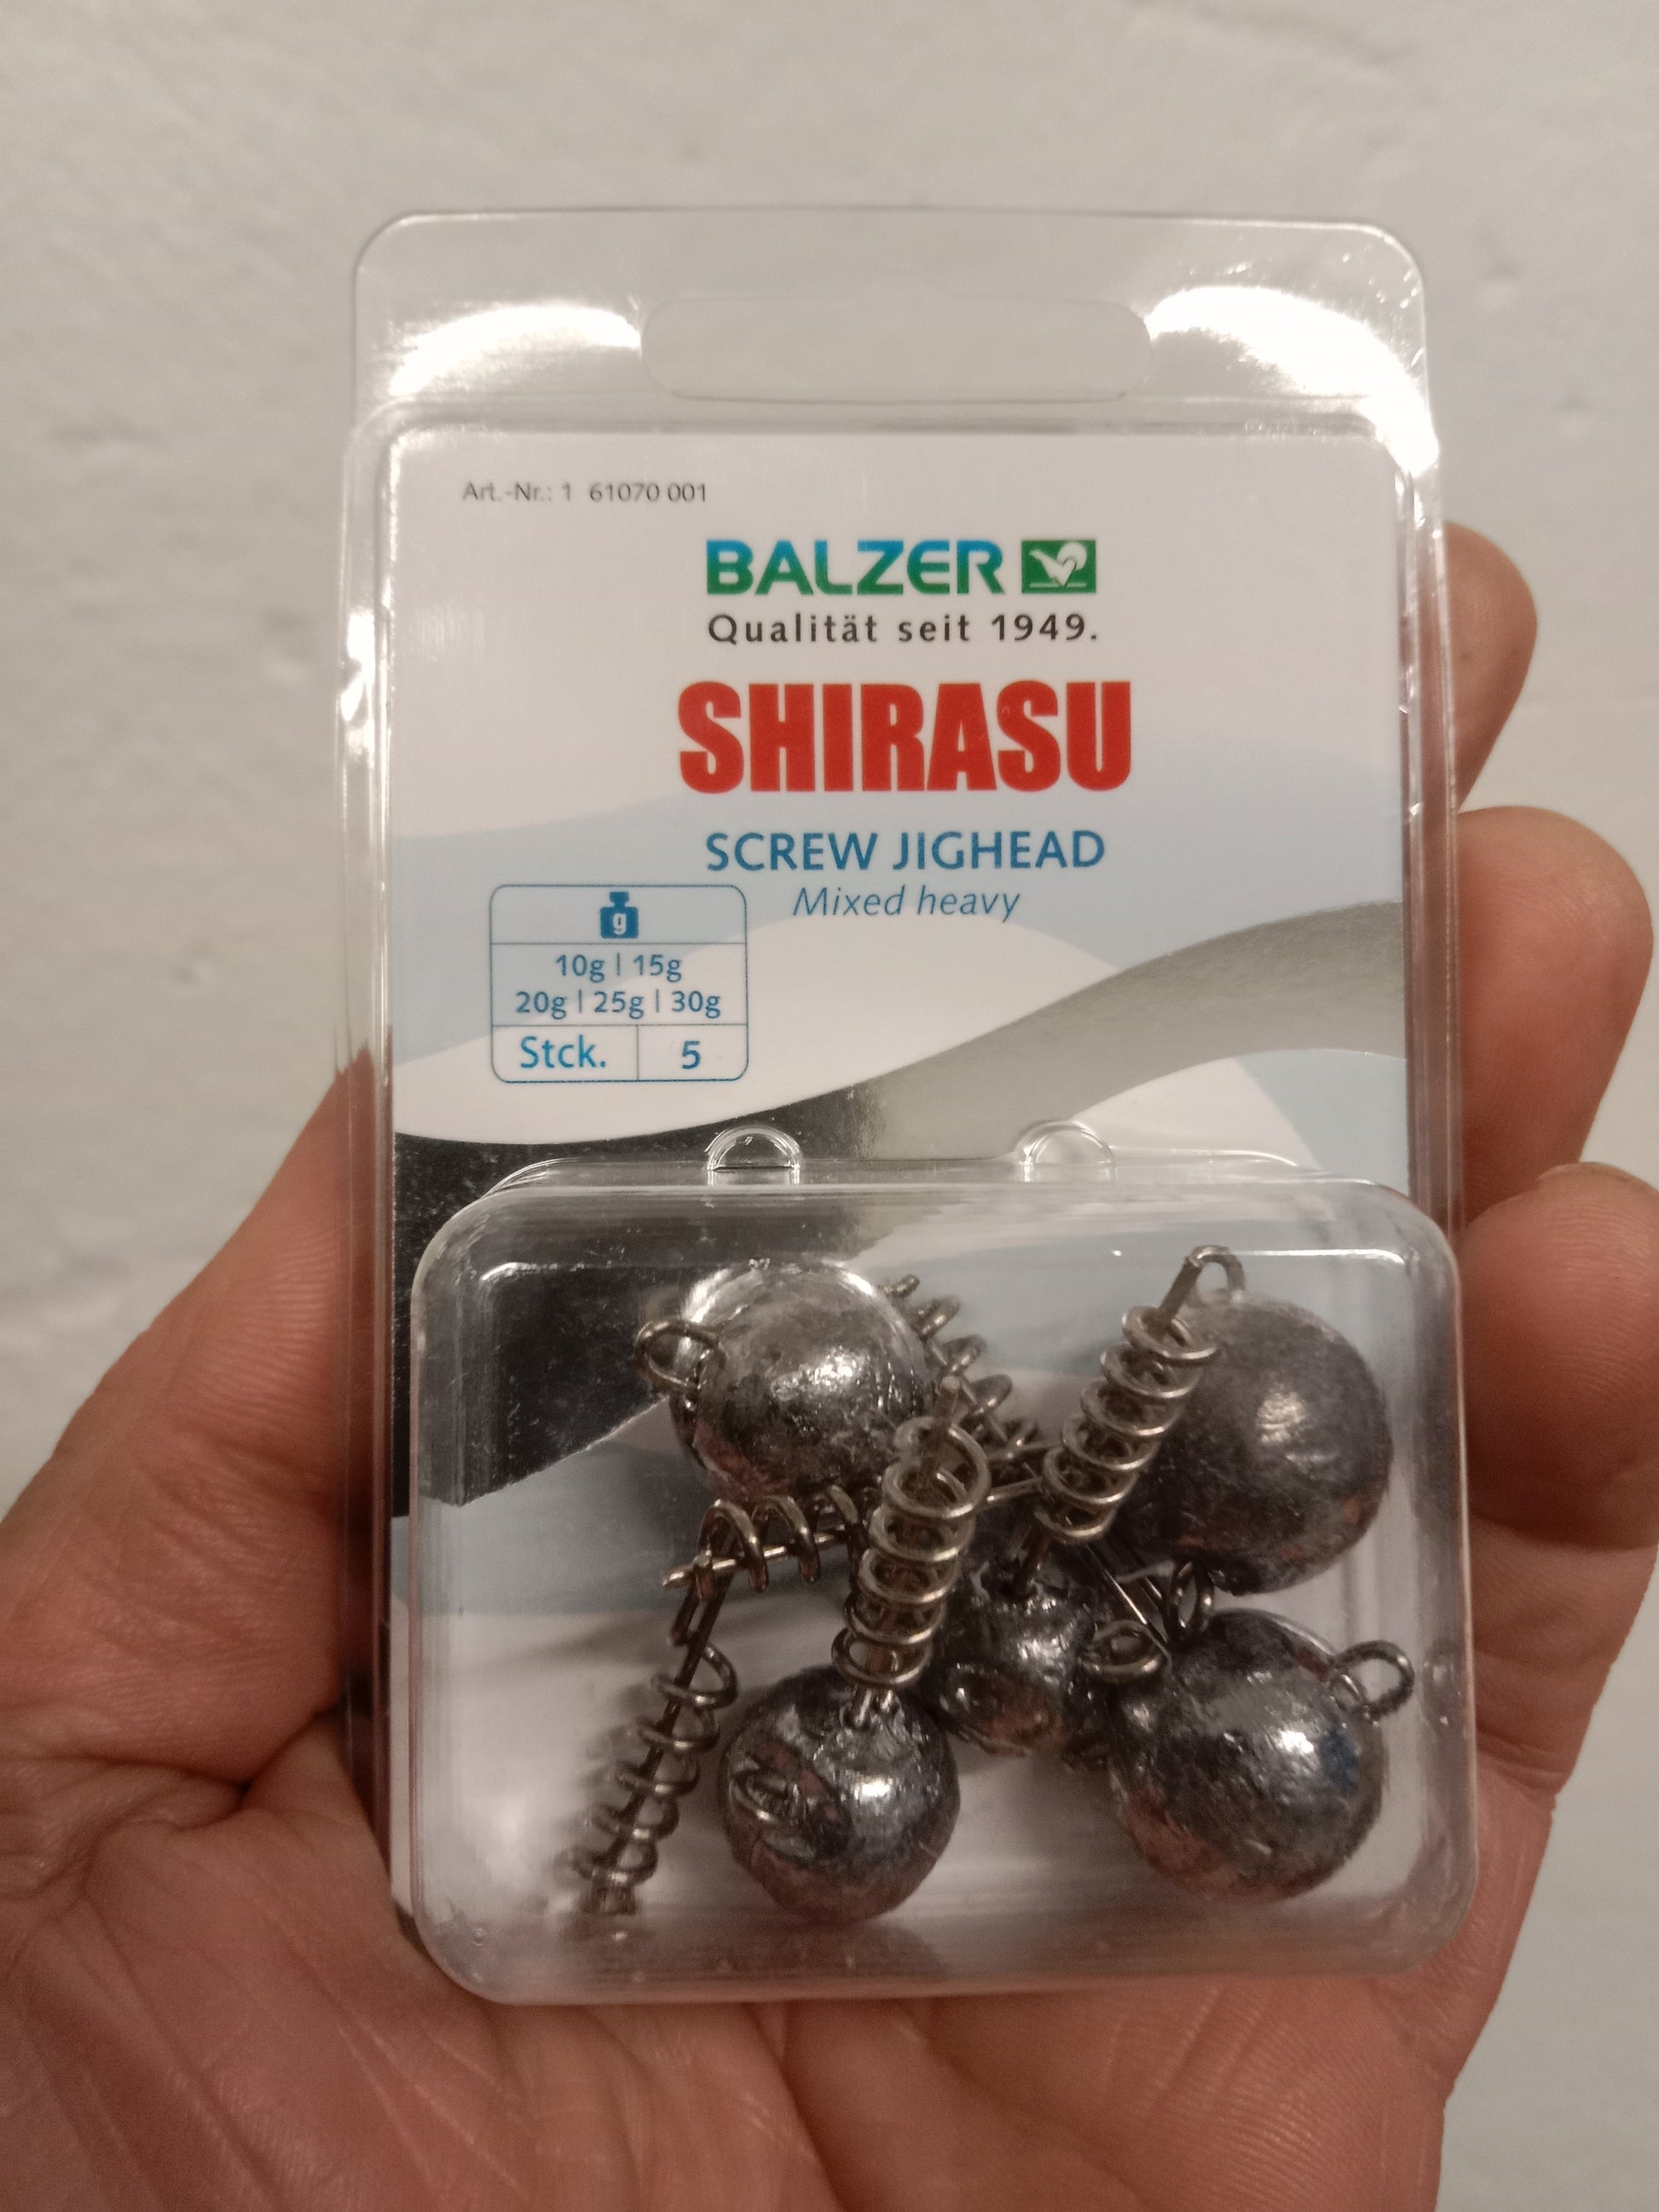 Art.-Nr.: 1 61070 001
BALZER
Qualität seit 1949.
SHIRASU
SCREW JIGHEAD
Mixed heavy
g
10g | 15g
20g | 25g | 30g
Stck. 5